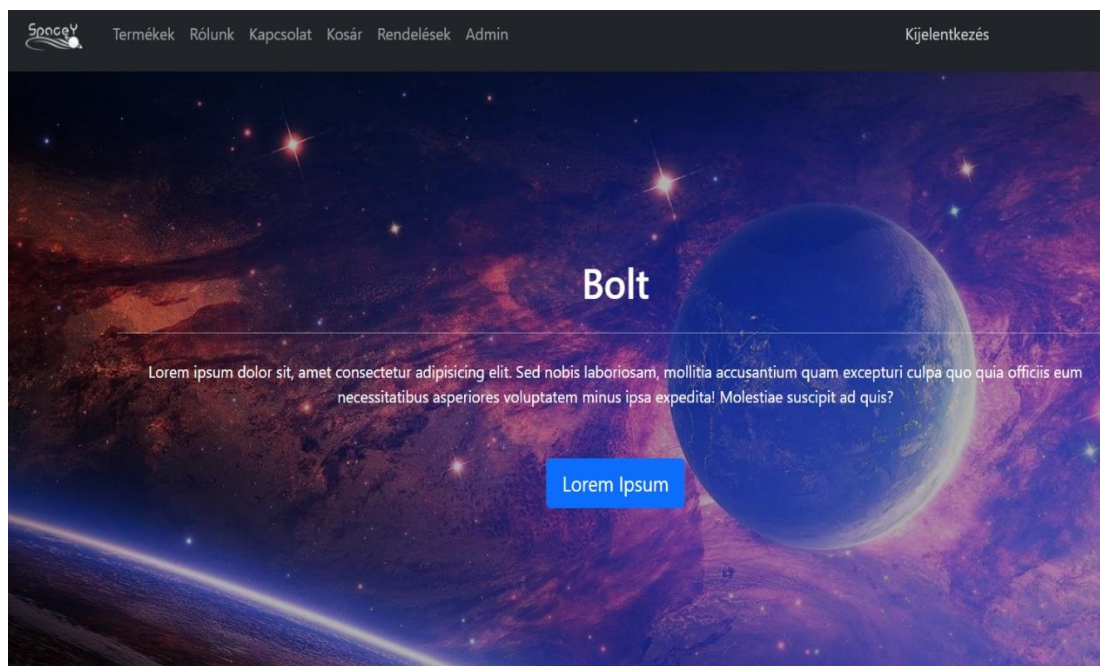 SpaceY
Termékek Rólunk Kapcsolat Kosár Rendelések Admin Kijelentkezés
Bolt
Lorem ipsum dolor sit, amet consectetur adipisicing elit. Sed nobis laboriosam, mollitia accusantium quam excepturi culpa quo quia officiis eum
necessitatibus asperiores voluptatem minus ipsa expedita! Molestiae suscipit ad quis?
Lorem Ipsum